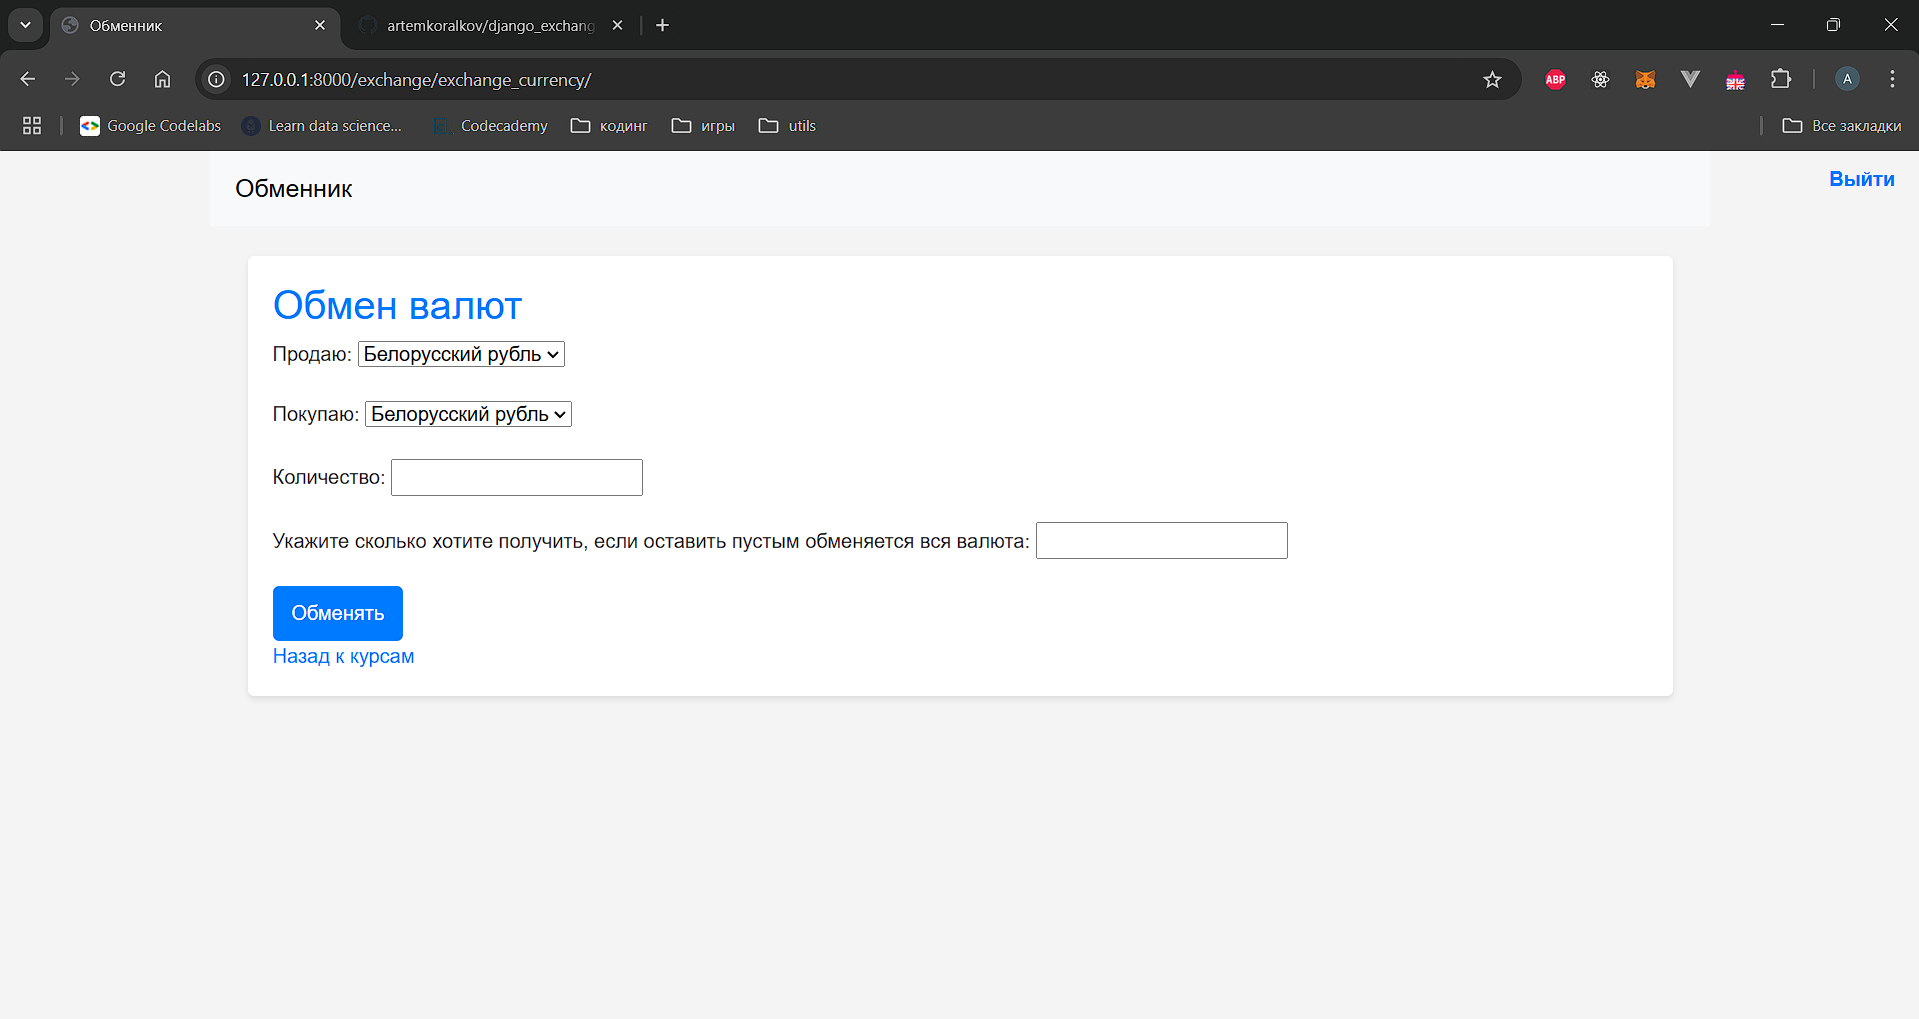 Обменник
artemkoralkov/django_exchang
127.0.0.1:8000/exchange/exchange_currency/
ABP
A
Google Codelabs
Learn data science...
Codecademy
кодинг
игры
utils
Все закладки
Обменник
Выйти
Обмен валют
Продаю: Белорусский рубль
Покупаю: Белорусский рубль
Количество:
Укажите сколько хотите получить, если оставить пустым обменяется вся валюта:
Обменять
Назад к курсам